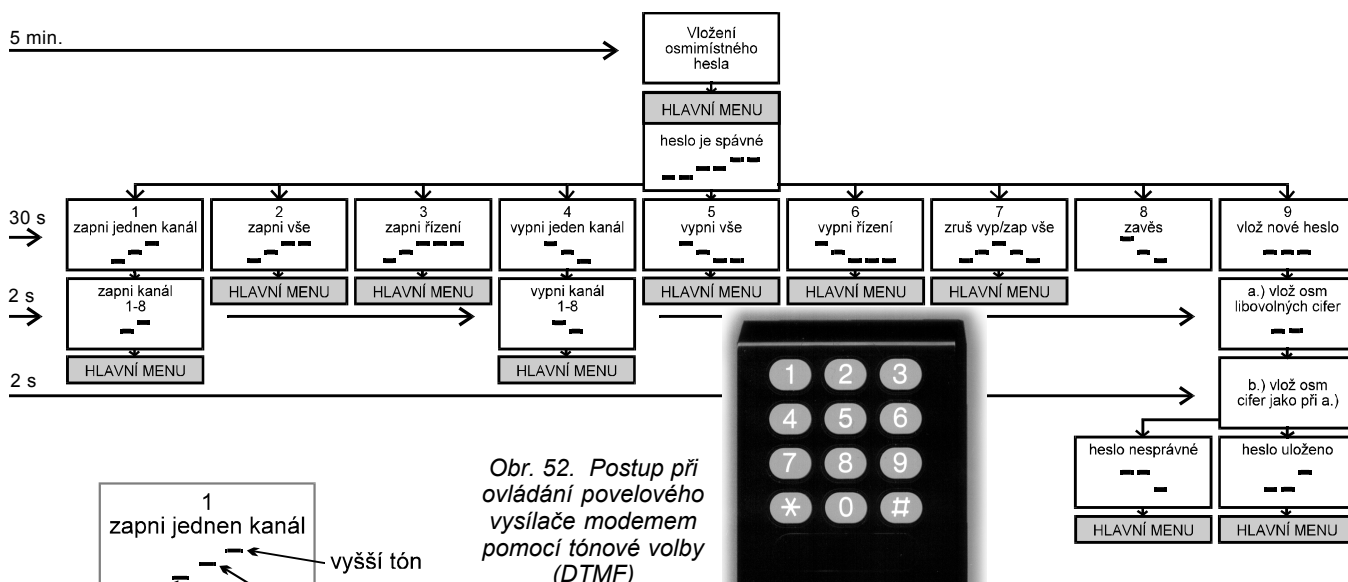 5 min.
Vložení
osmimístného
hesla
HLAVNÍ MENU
heslo je spávné
30 s
1
zapni jednen kanál
2
zapni vše
3
zapni řízení
4
vypni jeden kanál
5
vypni vše
6
vypni řízení
7
zruš vyp/zap vše
8
zavěs
9
vlož nové heslo
2 s
zapni kanál
1-8
HLAVNÍ MENU
HLAVNÍ MENU
vypni kanál
1-8
HLAVNÍ MENU
HLAVNÍ MENU
HLAVNÍ MENU
a.) vlož osm
libovolných cifer
HLAVNÍ MENU
HLAVNÍ MENU
2 s
b.) vlož osm
cifer jako při a.)
heslo nesprávné
heslo uloženo
HLAVNÍ MENU
HLAVNÍ MENU
1 2 3
4 5 6
7 8 9
* 0 #
Obr. 52. Postup při
ovládání povelového
vysílače modemem
pomocí tónové volby
(DTMF)
1
zapni jednen kanál
vyšší tón